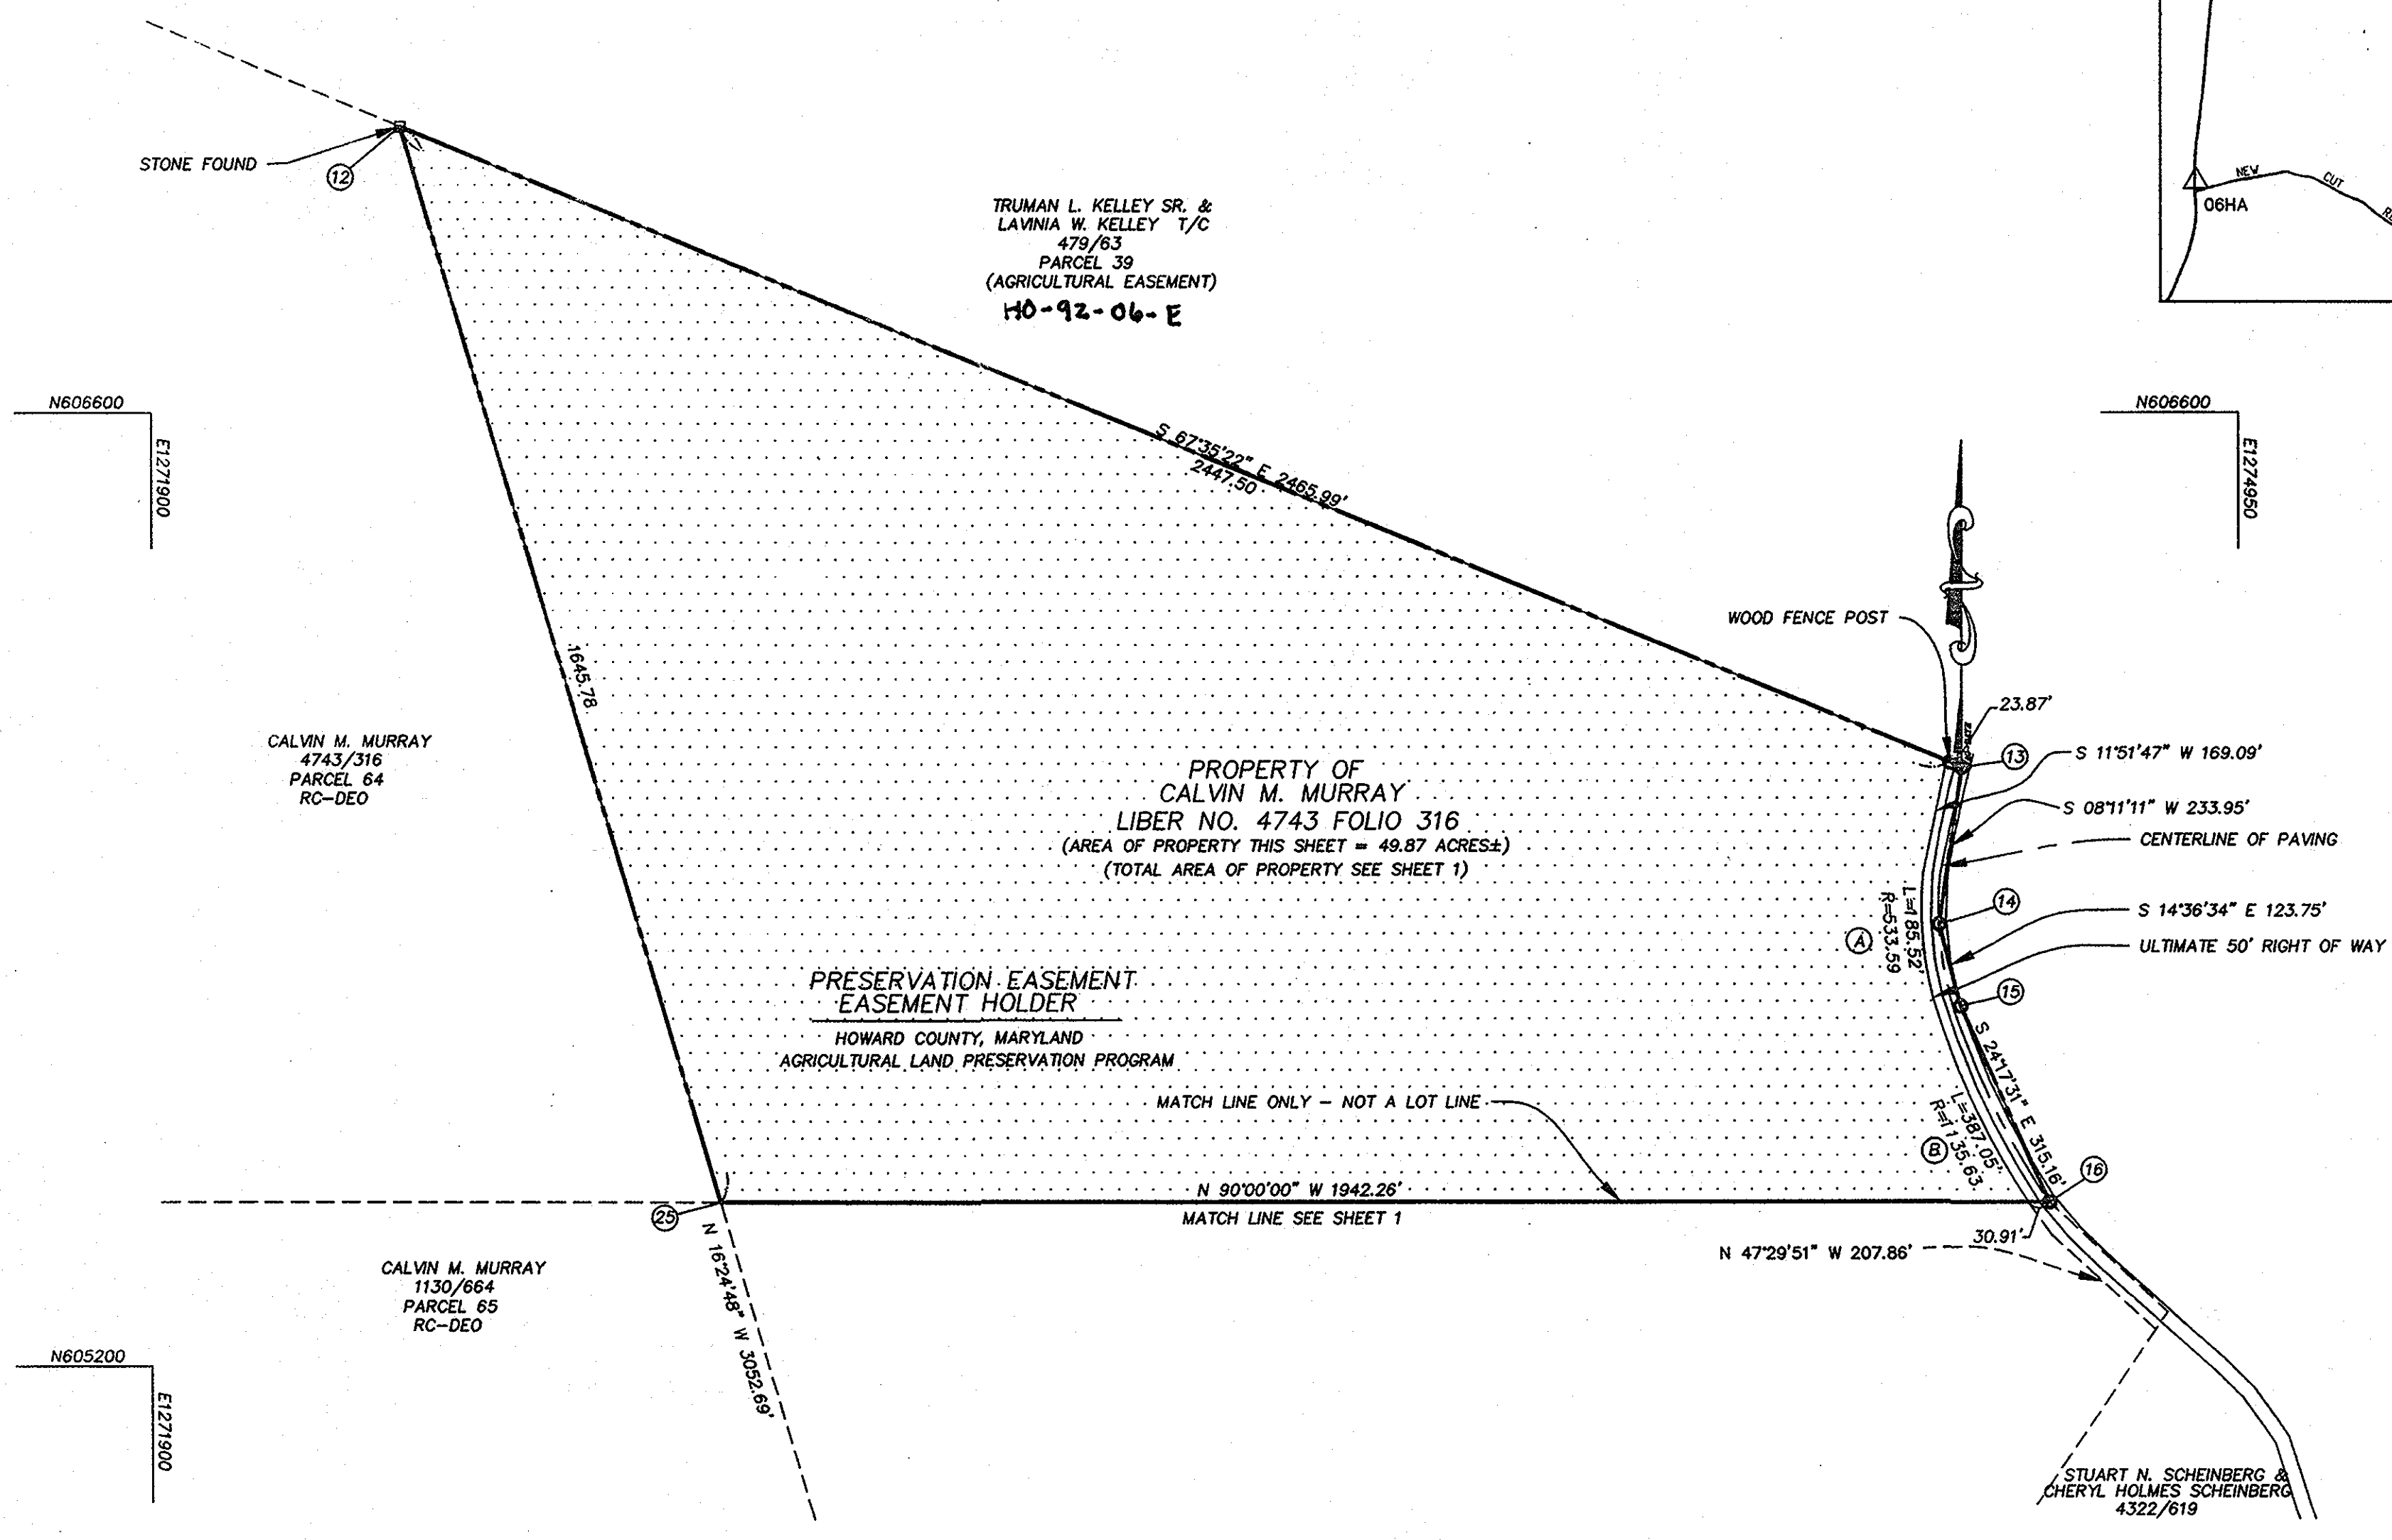 NEW
CUT
06HA
STONE FOUND
12
TRUMAN L. KELLEY SR. &
LAVINIA W. KELLEY T/C
479/63
PARCEL 39
(AGRICULTURAL EASEMENT)
HO-92-06-E
N606600
E1271900
N606600
E1274950
S 67°35'22" E 2465.99'
2447.50
WOOD FENCE POST
23.87'
13
S 11°51'47" W 169.09'
S 08°11'11" W 233.95'
CENTERLINE OF PAVING
14
S 14°36'34" E 123.75'
ULTIMATE 50' RIGHT OF WAY
15
1645.78
CALVIN M. MURRAY
4743/316
PARCEL 64
RC-DEO
PROPERTY OF
CALVIN M. MURRAY
LIBER NO. 4743 FOLIO 316
(AREA OF PROPERTY THIS SHEET = 49.87 ACRES±)
(TOTAL AREA OF PROPERTY SEE SHEET 1)
A
L=185.52'
R=533.59
PRESERVATION EASEMENT
EASEMENT HOLDER
HOWARD COUNTY, MARYLAND
AGRICULTURAL LAND PRESERVATION PROGRAM
MATCH LINE ONLY - NOT A LOT LINE
S 24°17'31" E 315.16'
L=387.05'
R=1135.63
B
16
N 90°00'00" W 1942.26'
MATCH LINE SEE SHEET 1
25
30.91'
N 47°29'51" W 207.86'
N 16°24'48" W 3052.69'
CALVIN M. MURRAY
1130/664
PARCEL 65
RC-DEO
N605200
E1271900
STUART N. SCHEINBERG &
CHERYL HOLMES SCHEINBERG
4322/619